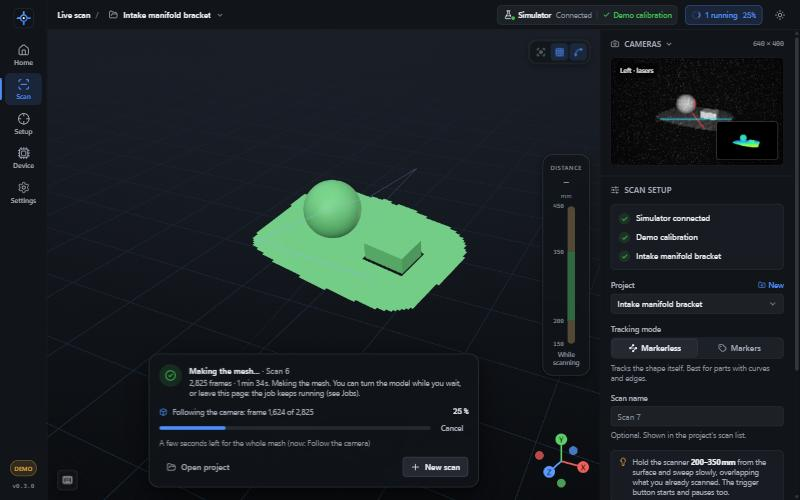 Live scan / Intake manifold bracket
Simulator Connected Demo calibration
1 running 25%
Home
Scan
Setup
Device
Settings
DEMO
v0.3.0
DISTANCE
–
mm
450
350
200
150
While
scanning
Y
X
Z
Making the mesh... · Scan 6
2,825 frames · 1 min 34s. Making the mesh. You can turn the model while you wait,
or leave this page: the job keeps running (see Jobs).
Following the camera: frame 1,624 of 2,825 25 %
Cancel
A few seconds left for the whole mesh (now: Follow the camera)
Open project
+ New scan
CAMERAS 640 × 400
Left · lasers
SCAN SETUP
Simulator connected
Demo calibration
Intake manifold bracket
Project New
Intake manifold bracket
Tracking mode
Markerless Markers
Tracks the shape itself. Best for parts with curves
and edges.
Scan name
Scan 7
Optional. Shown in the project's scan list.
Hold the scanner 200–350 mm from the
surface and sweep slowly, overlapping
what you already scanned. The trigger
button starts and pauses too.